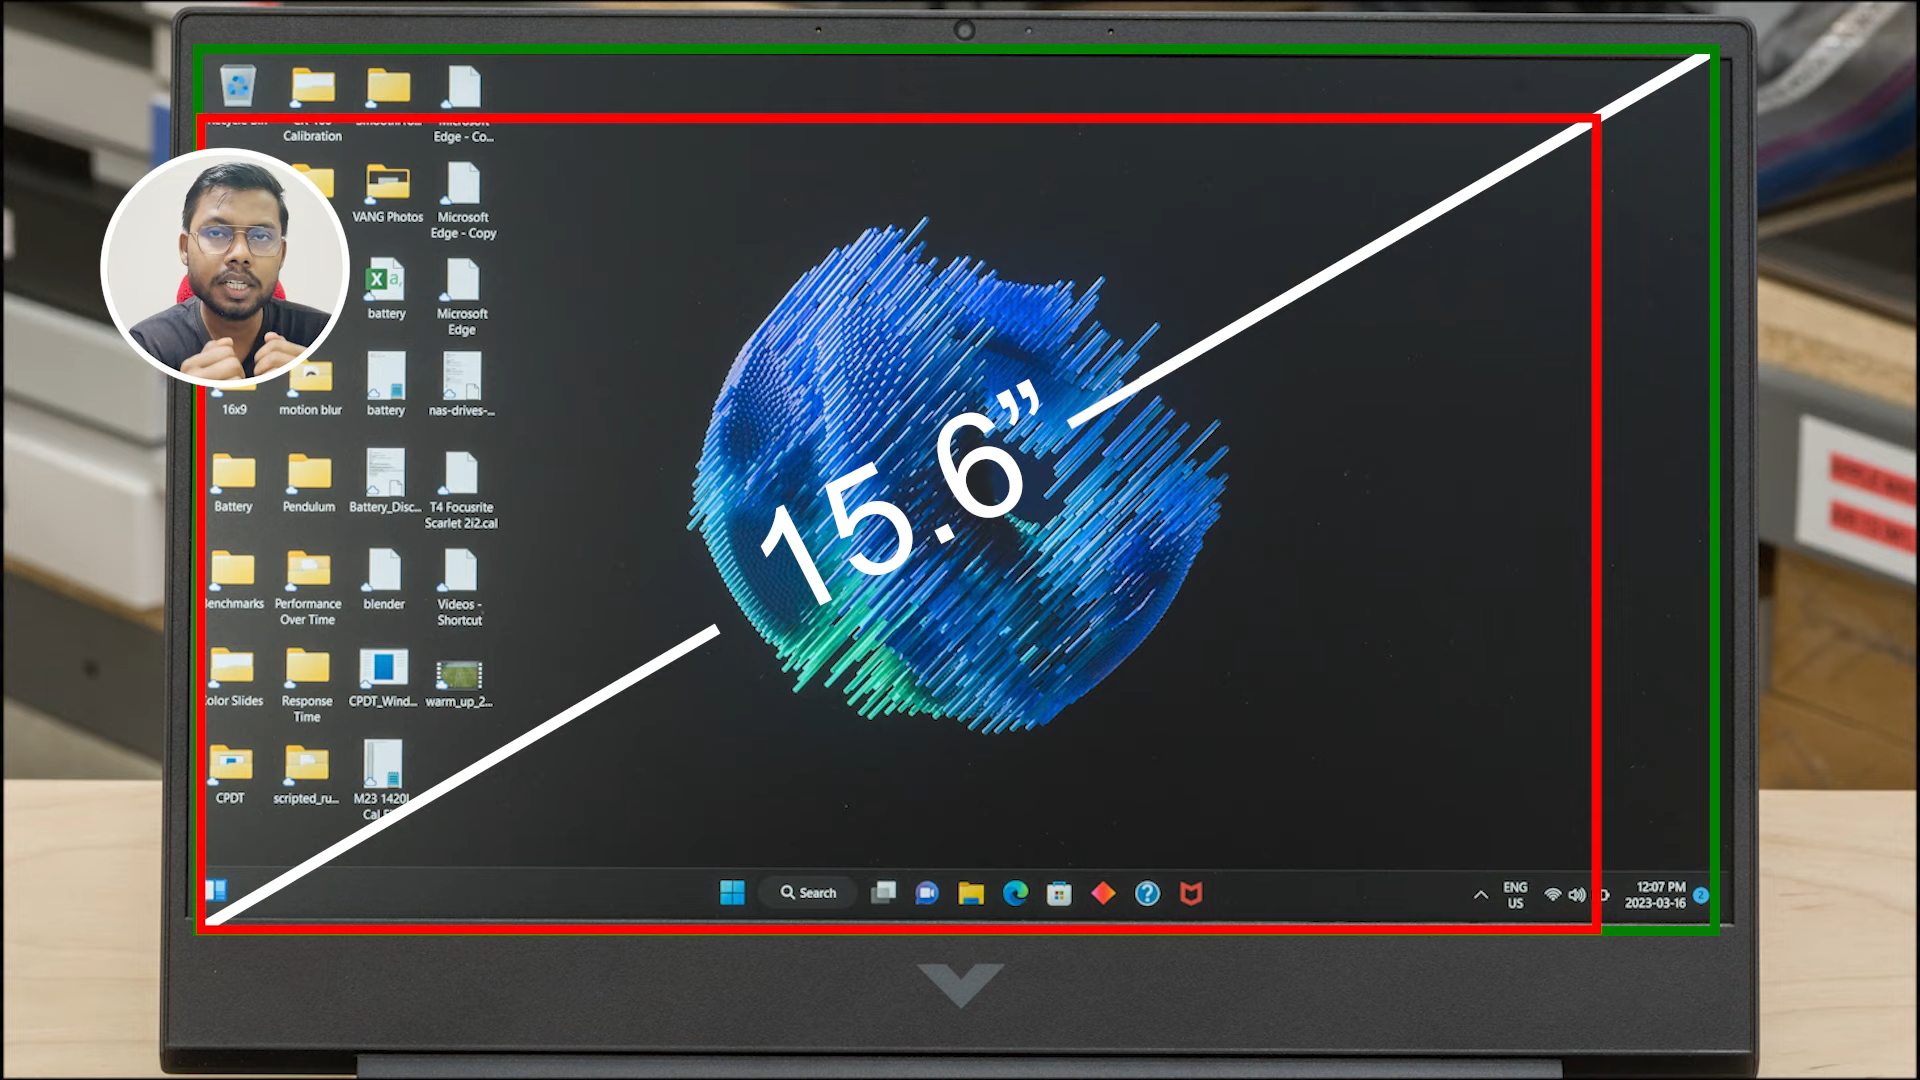 Calibration
Edge - Co...
VANG Photos
Microsoft
Edge - Copy
battery
Microsoft
Edge
16x9
motion blur
battery
nas-drives-...
Battery
Pendulum
Battery_Disc...
T4 Focusrite
Scarlet 2i2.cal
enchmarks
Performance
Over Time
blender
Videos -
Shortcut
olor Slides
Response
Time
CPDT_Wind...
warm_up_2...
CPDT
scripted_ru...
M23 1420
Cal
15.6”
Search
ENG
US
12:07 PM
2023-03-16
2